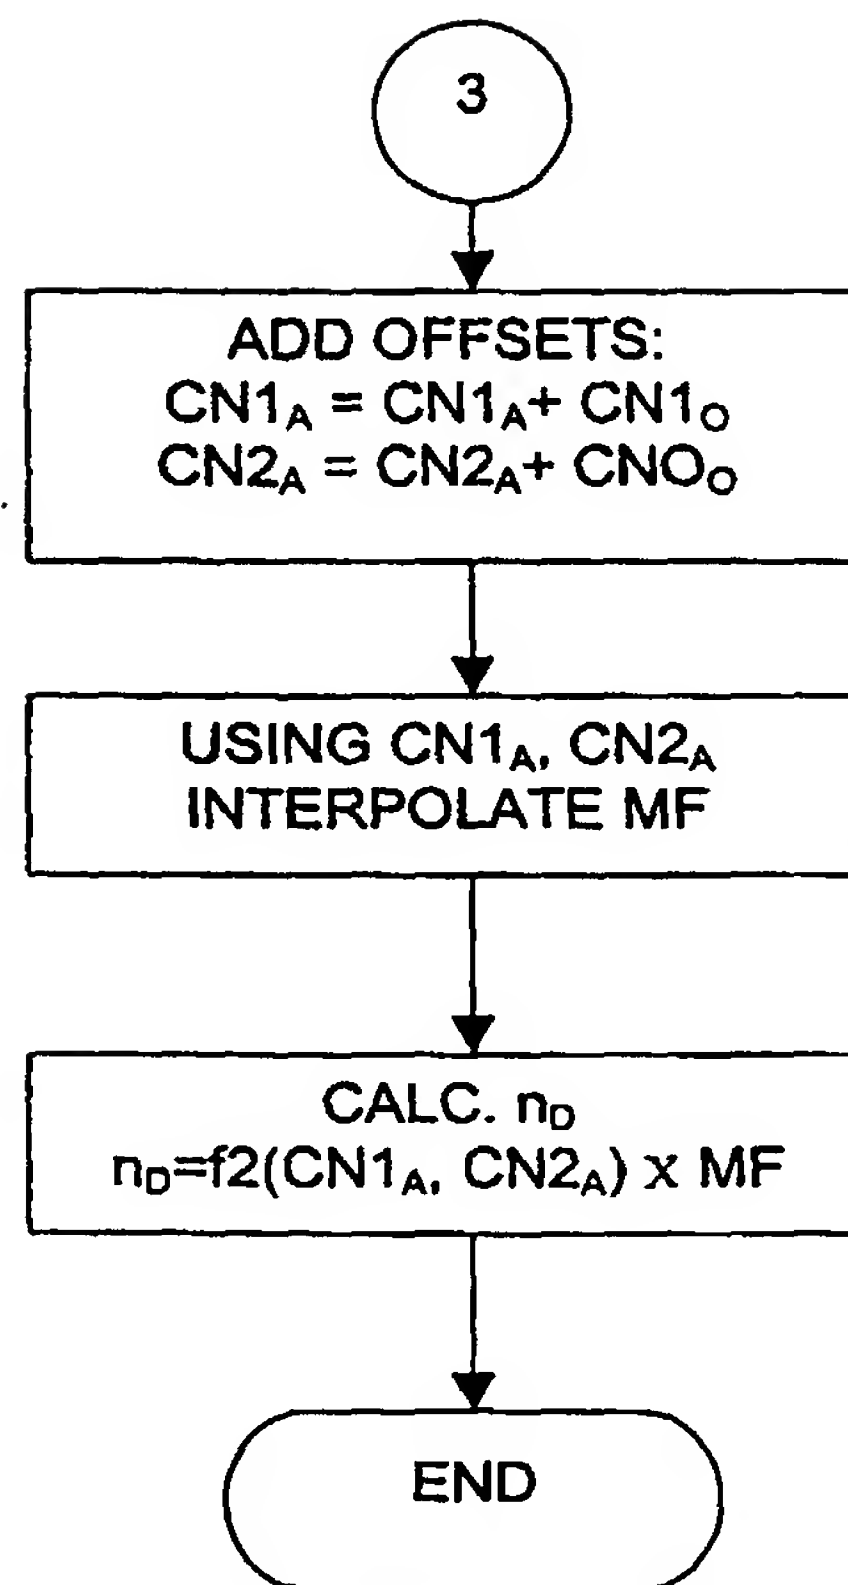 3
ADD OFFSETS:
CN1A = CN1A+ CN1O
CN2A = CN2A+ CNOO
USING CN1A, CN2A
INTERPOLATE MF
CALC. nD
nD=f2(CN1A, CN2A) x MF
END